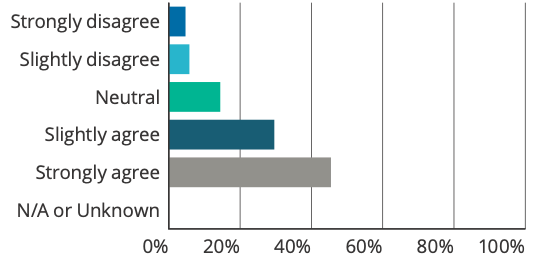 Strongly disagree
Slightly disagree
Neutral
Slightly agree
Strongly agree
N/A or Unknown
0% 20% 40% 60% 80% 100%